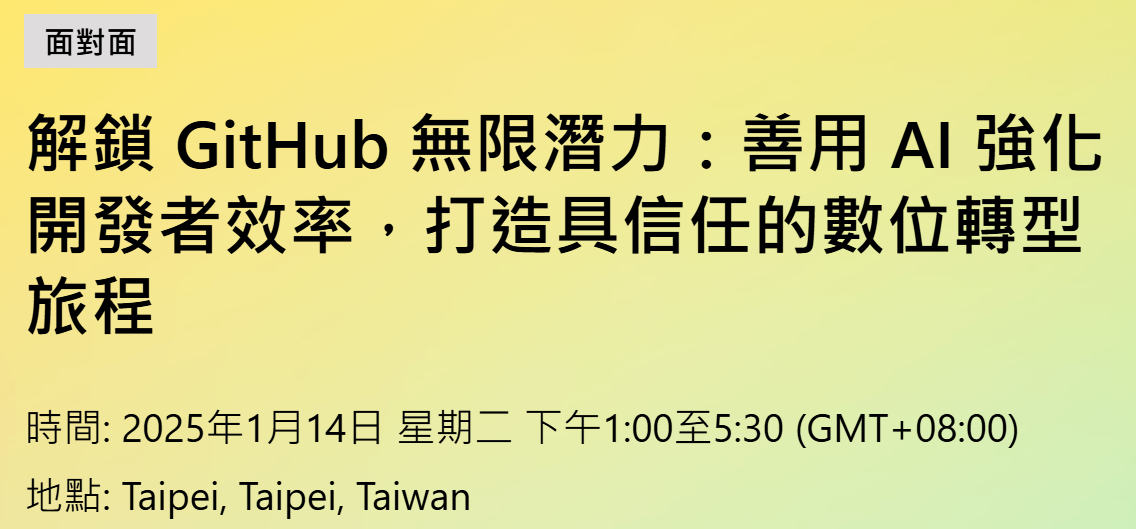 面對面
解鎖 GitHub 無限潛力：善用 AI 強化
開發者效率，打造具信任的數位轉型
旅程
時間: 2025年1月14日 星期二 下午1:00至5:30 (GMT+08:00)
地點: Taipei, Taipei, Taiwan